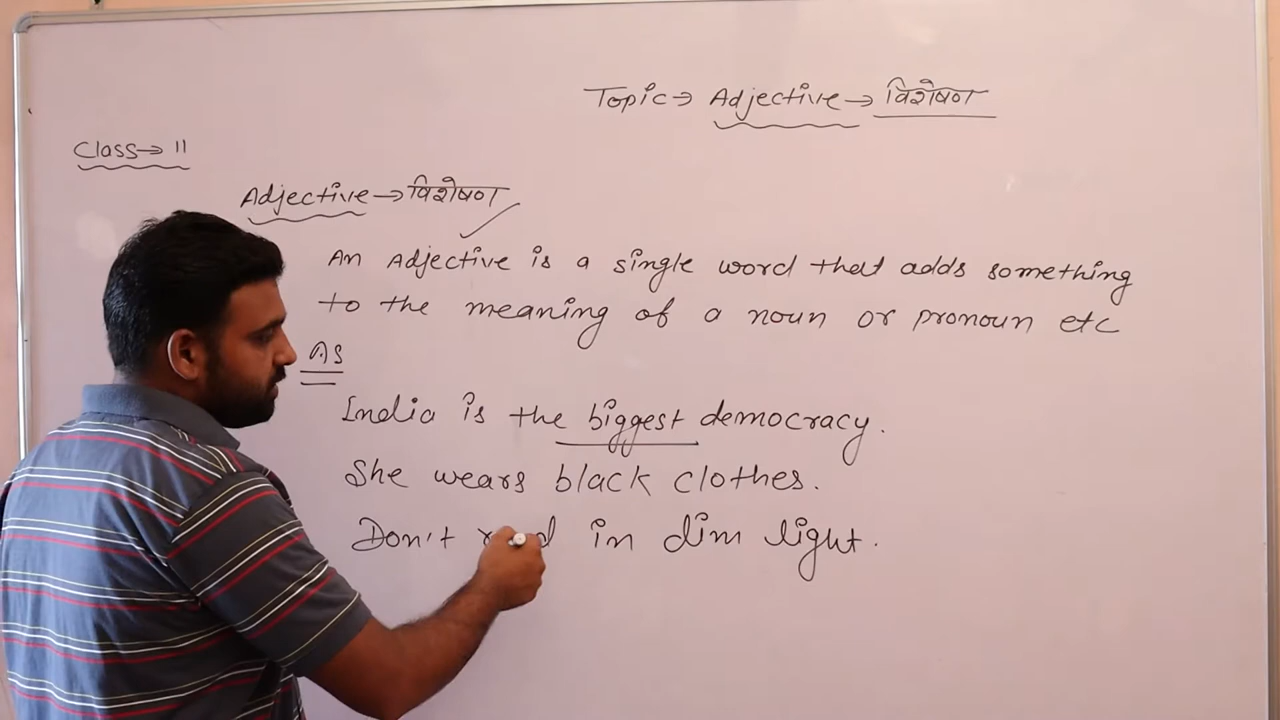 Topic→ Adjective→ विशेषण
Class→ 11
Adjective→विशेषण
An Adjective is a single word that adds something
to the meaning of a noun or pronoun etc
As
India is the biggest democracy.
She wears black clothes.
Don't in dim light.